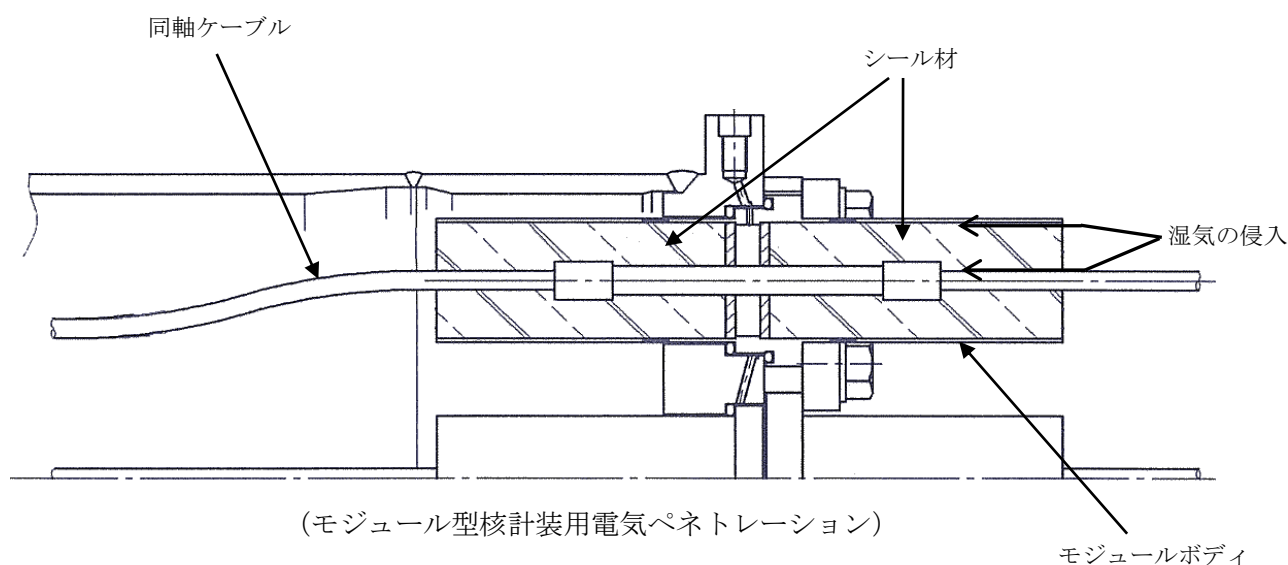 同軸ケーブル
シール材
湿気の侵入
(モジュール型核計装用電気ペネトレーション)
モジュールボディ